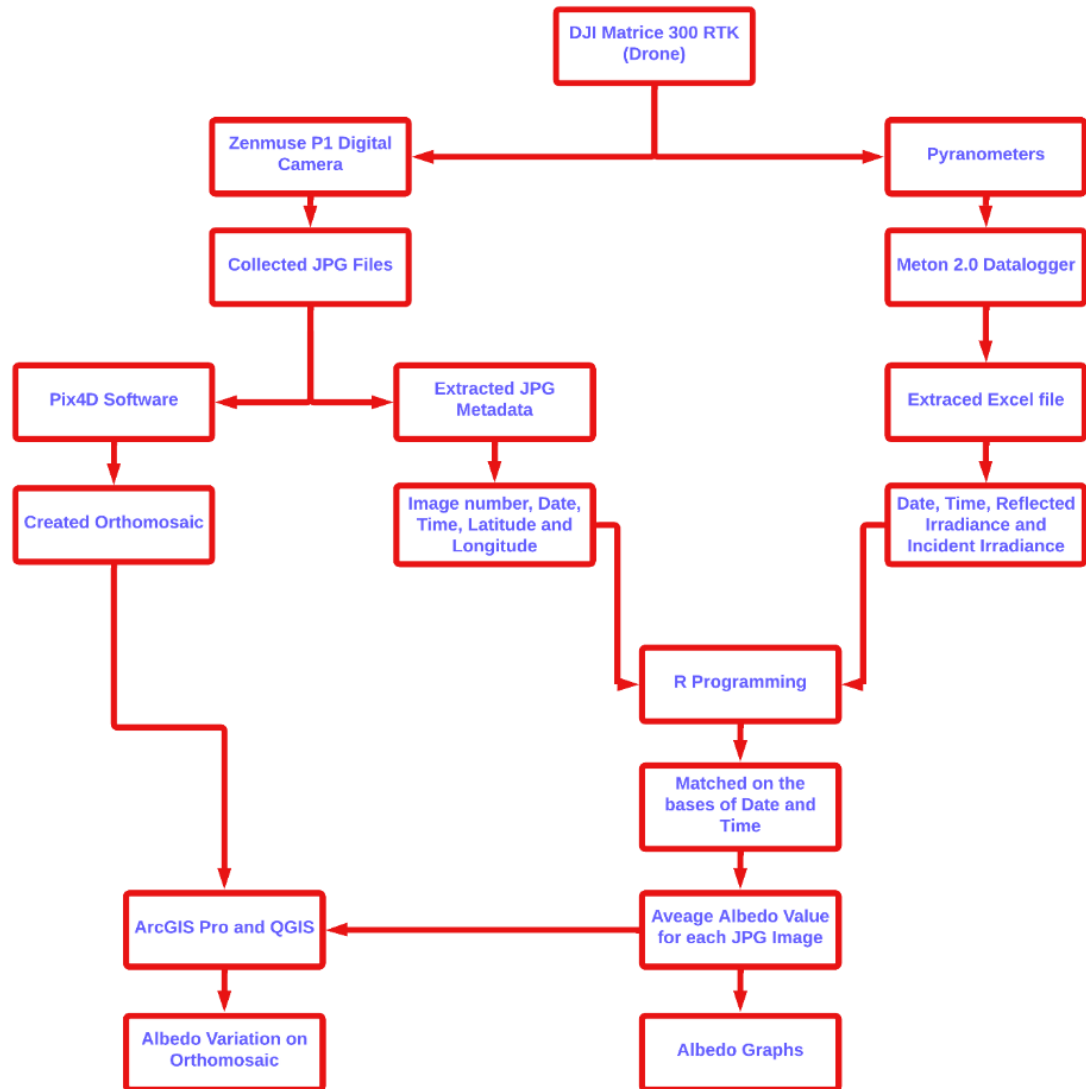 DJI Matrice 300 RTK
(Drone)
Zenmuse P1 Digital
Camera
Pyranometers
Collected JPG Files
Meton 2.0 Datalogger
Pix4D Software
Extracted JPG
Metadata
Extraced Excel file
Created Orthomosaic
Image number, Date,
Time, Latitude and
Longitude
Date, Time, Reflected
Irradiance and
Incident Irradiance
R Programming
Matched on the
bases of Date and
Time
ArcGIS Pro and QGIS
Aveage Albedo Value
for each JPG Image
Albedo Variation on
Orthomosaic
Albedo Graphs